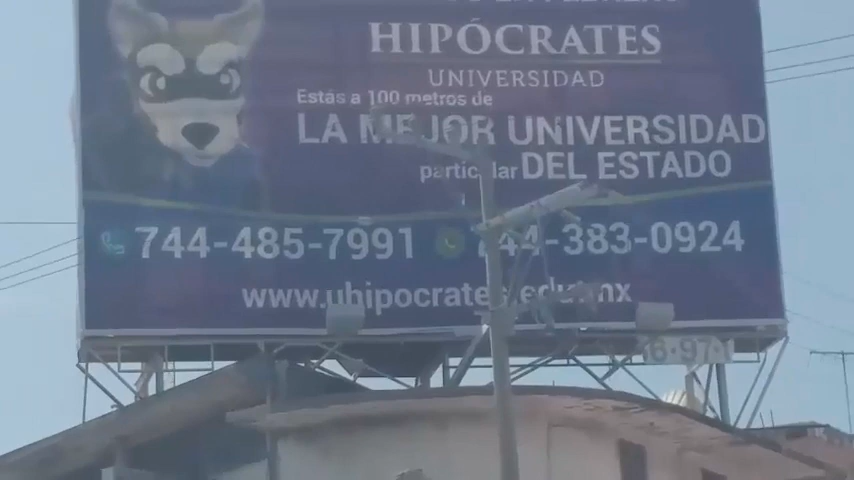 HIPÓCRATES
UNIVERSIDAD
Estás a 100 metros de
LA MEJOR UNIVERSIDAD
particular DEL ESTADO
744-485-7991 744-383-0924
www.uhipocrates.edu.mx